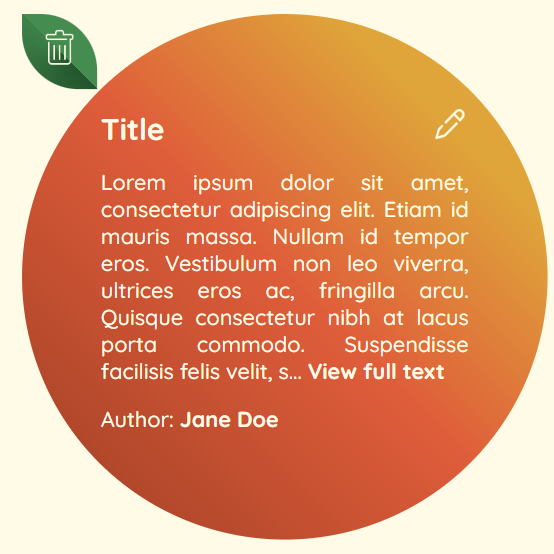 Title
Lorem ipsum dolor sit amet,
consectetur adipiscing elit. Etiam id
mauris massa. Nullam id tempor
eros. Vestibulum non leo viverra,
ultrices eros ac, fringilla arcu.
Quisque consectetur nibh at lacus
porta commodo. Suspendisse
facilisis felis velit, s... View full text
Author: Jane Doe